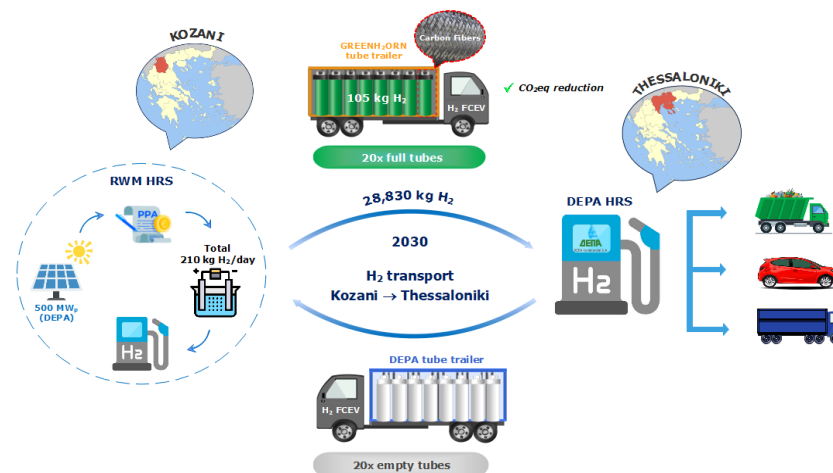 KOZANI
GREENH₂ORN
tube trailer
Carbon Fibers
105 kg H₂
H₂ FCEV
✓ CO₂eq reduction
THESSALONIKI
20x full tubes
RWM HRS
PPA
Total
210 kg H₂/day
500 MWₚ
(DEPA)
H₂
28,830 kg H₂
2030
H₂ transport
Kozani → Thessaloniki
DEPA HRS
ΔΕΠΑ
H₂
DEPA tube trailer
H₂ FCEV
20x empty tubes